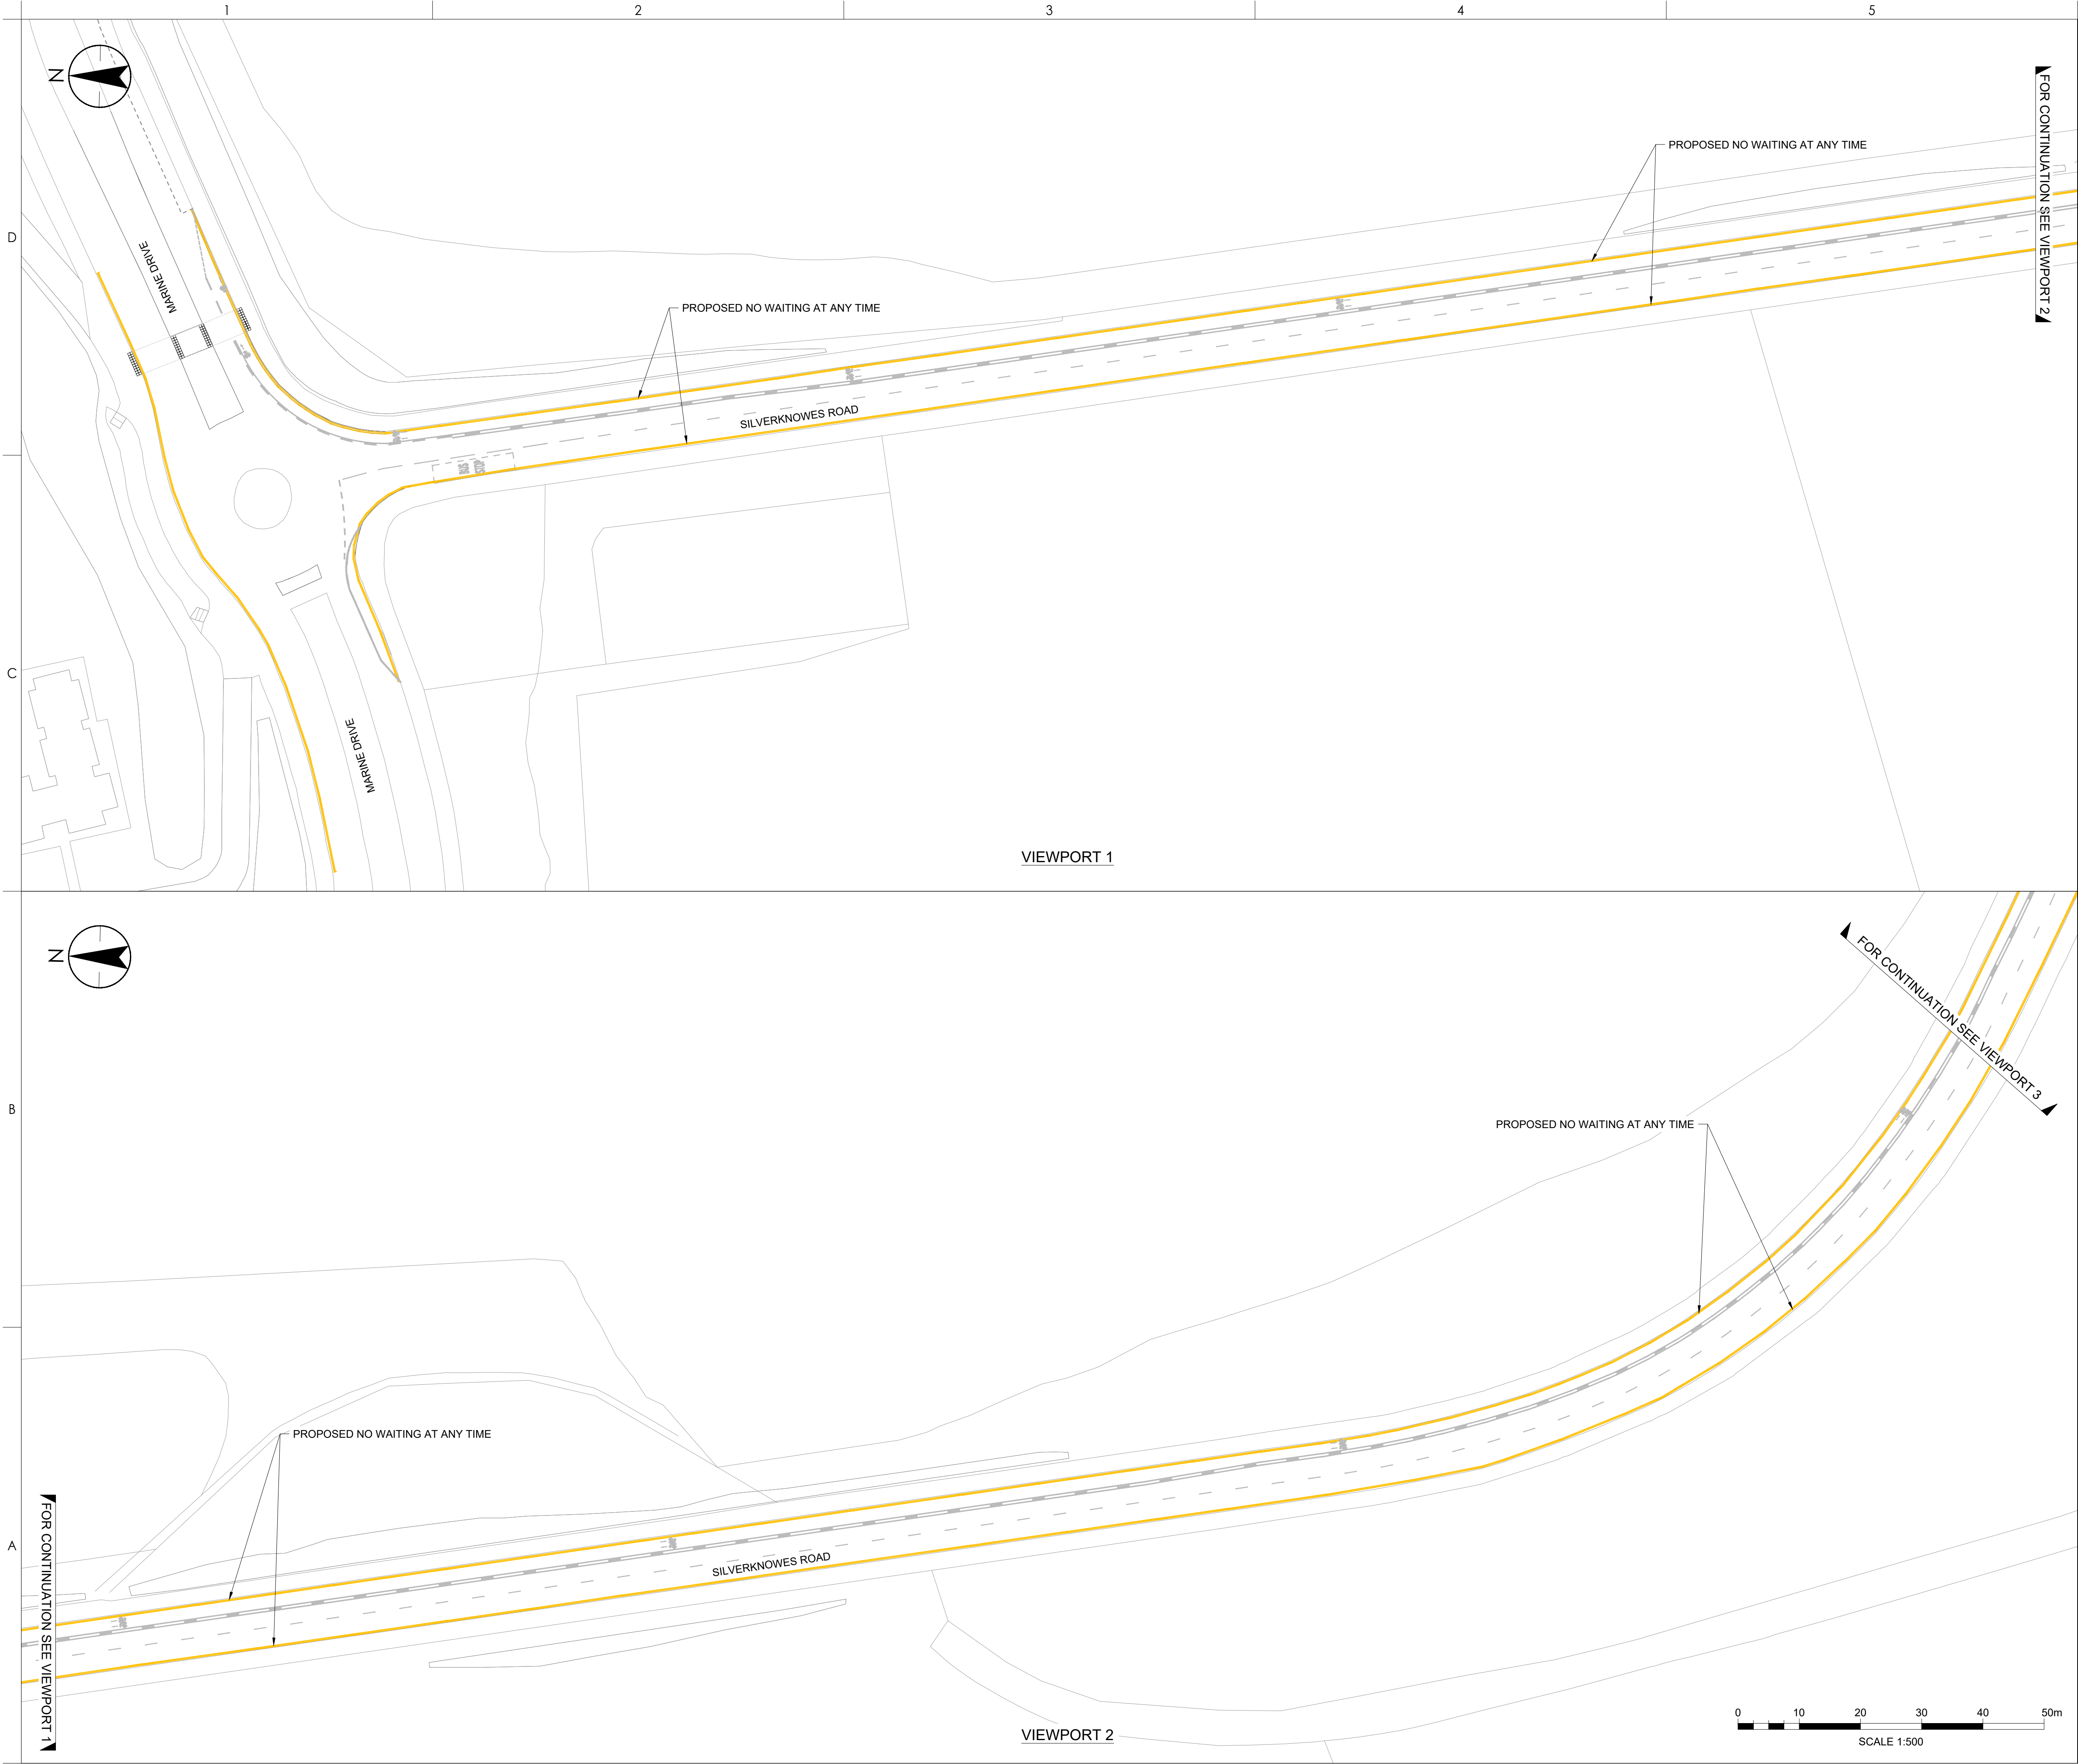 1 2 3 4 5
N
FOR CONTINUATION SEE VIEWPORT 2
PROPOSED NO WAITING AT ANY TIME
D
MARINE DRIVE
PROPOSED NO WAITING AT ANY TIME
SILVERKNOWES ROAD
BUS
STOP
C
MARINE DRIVE
VIEWPORT 1
N
FOR CONTINUATION SEE VIEWPORT 3
B
PROPOSED NO WAITING AT ANY TIME
PROPOSED NO WAITING AT ANY TIME
A
FOR CONTINUATION SEE VIEWPORT 1
SILVERKNOWES ROAD
VIEWPORT 2
0 10 20 30 40 50m
SCALE 1:500